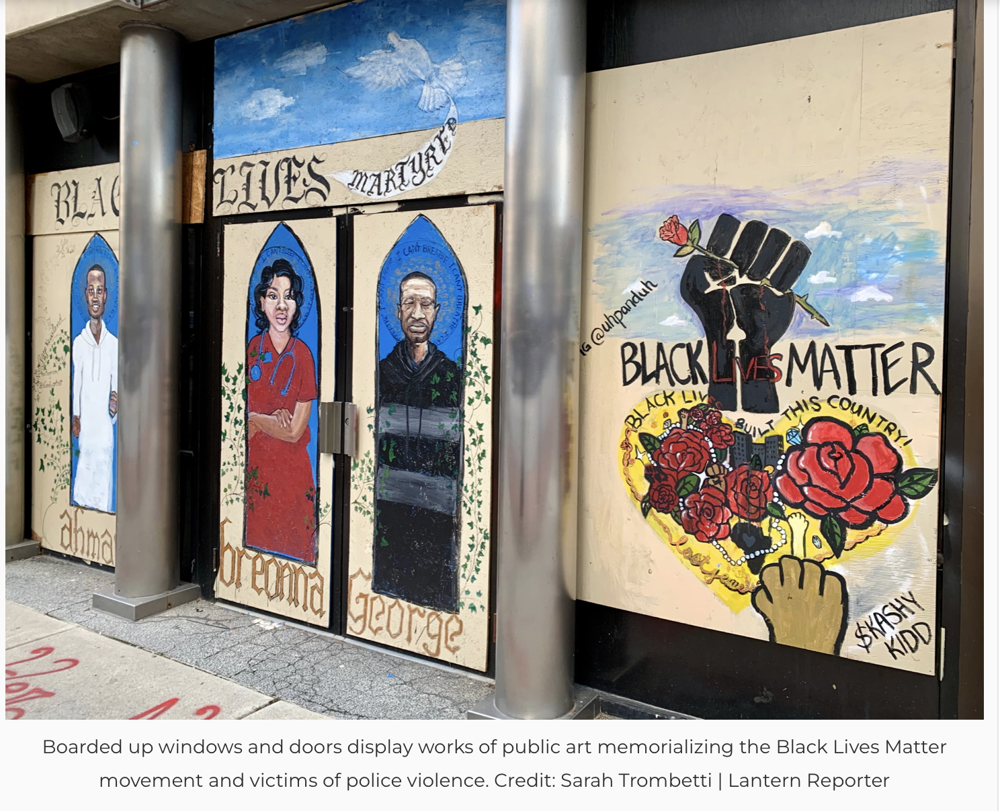 BLAC
LIVES
MARTYRED
I CANT BREATHE I CANT BREATHE I CAN
ahma
breonna
George
IG @uhpanduh
BLACK LIVES MATTER
BLACK LIV
BUILT THIS COUNTRY!
$KASHY
KIDD
Boarded up windows and doors display works of public art memorializing the Black Lives Matter
movement and victims of police violence. Credit: Sarah Trombetti | Lantern Reporter